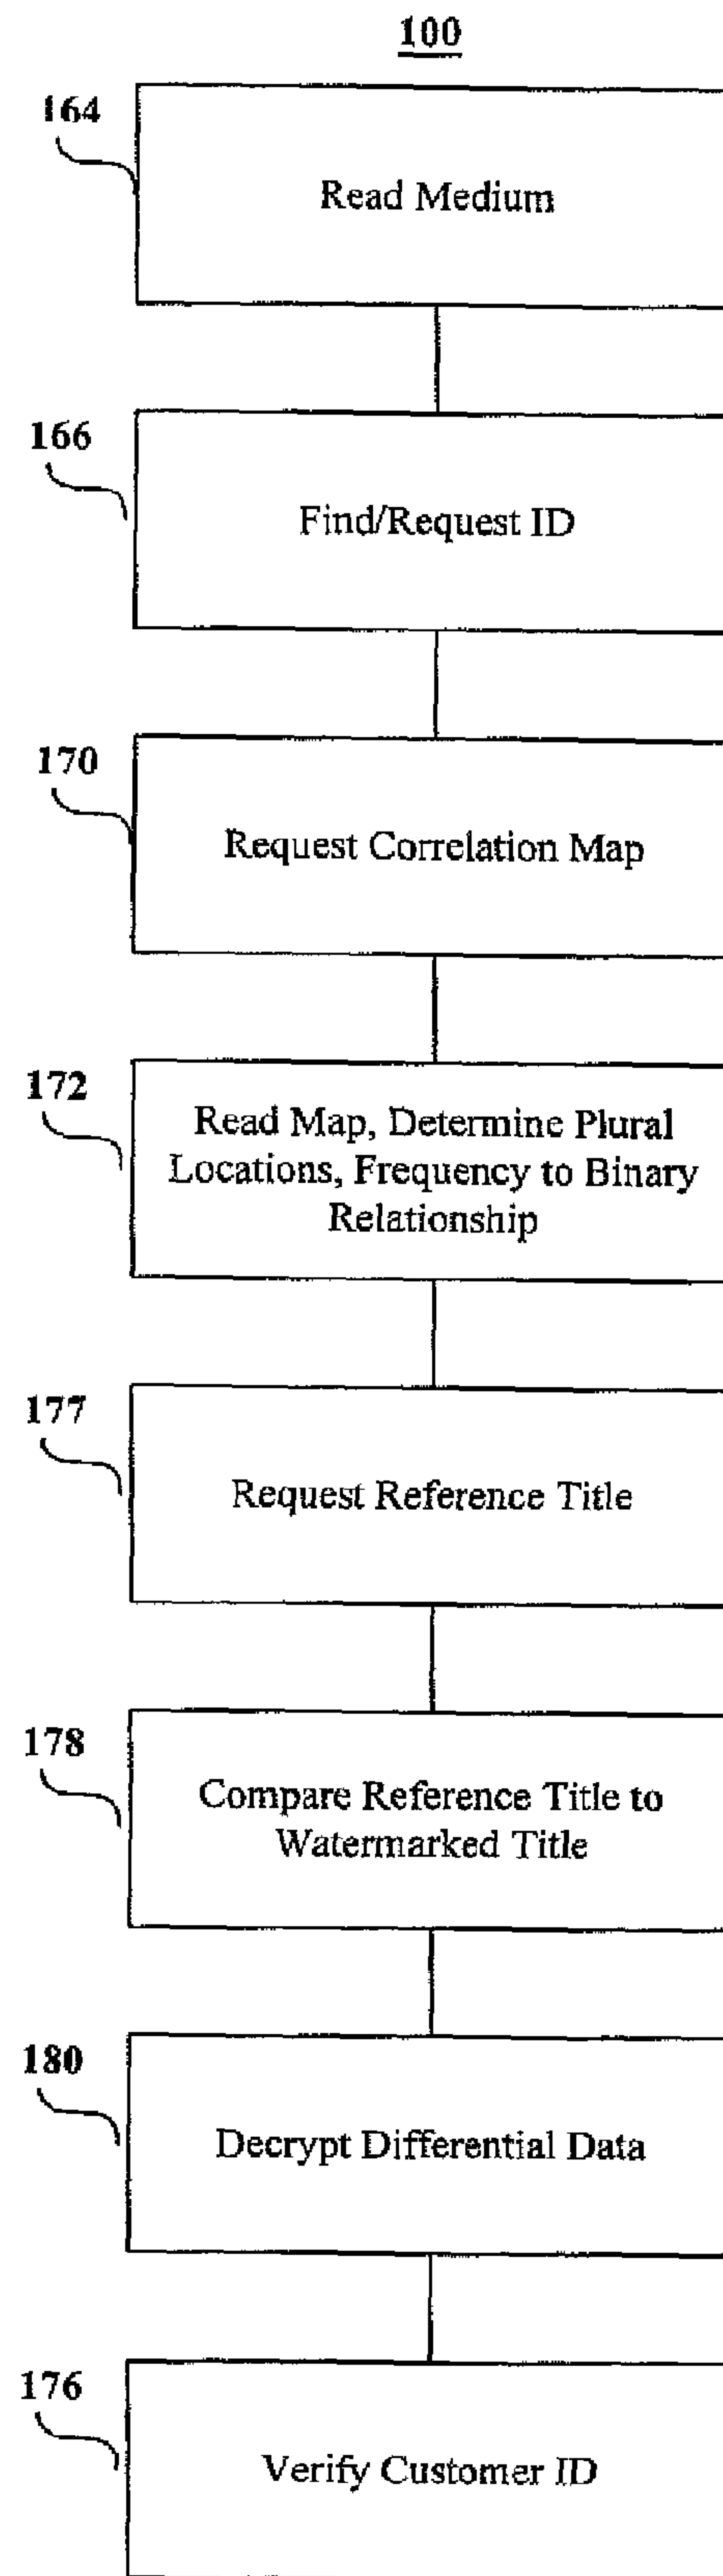 100
164
Read Medium
166
Find/Request ID
170
Request Correlation Map
172
Read Map, Determine Plural
Locations, Frequency to Binary
Relationship
177
Request Reference Title
178
Compare Reference Title to
Watermarked Title
180
Decrypt Differential Data
176
Verify Customer ID